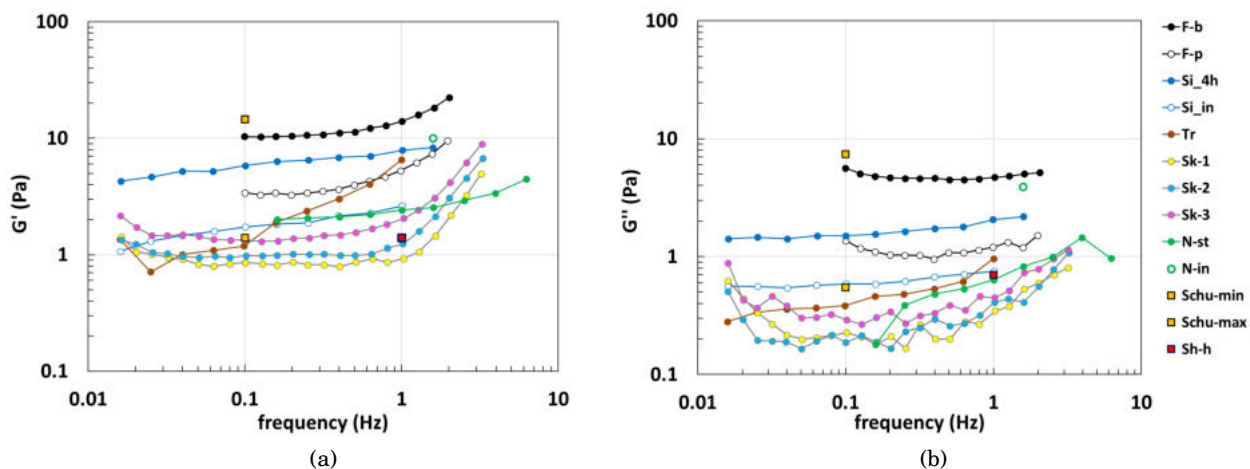 100
10
1
0.1
G' (Pa)
0.01
0.1
1
10
frequency (Hz)
(a)
100
10
1
0.1
G'' (Pa)
0.01
0.1
1
10
frequency (Hz)
(b)
F-b
F-p
Si_4h
Si_in
Tr
Sk-1
Sk-2
Sk-3
N-st
N-in
Schu-min
Schu-max
Sh-h